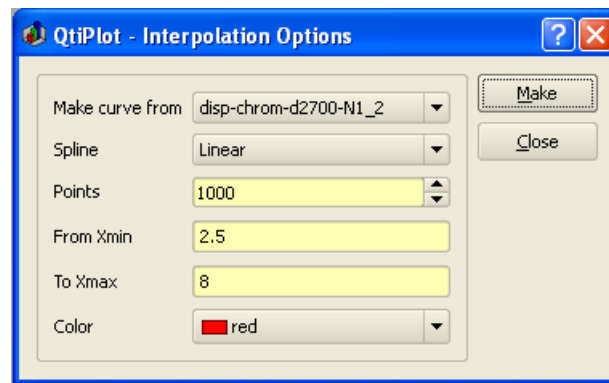 QtiPlot - Interpolation Options
Make curve from disp-chrom-d2700-N1_2
Make
Spline Linear
Close
Points 1000
From Xmin 2.5
To Xmax 8
Color red